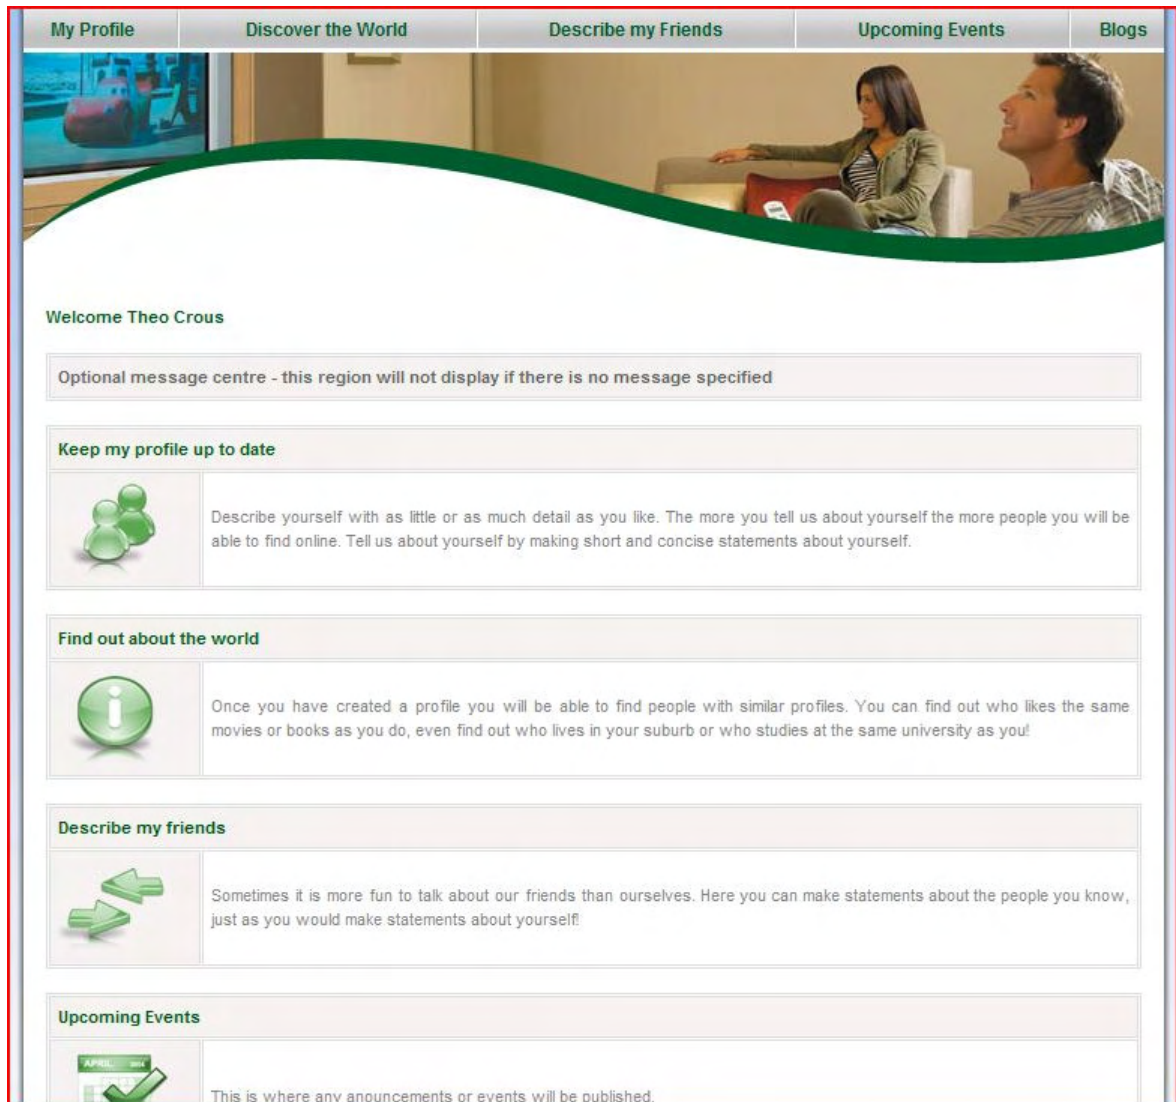 My Profile Discover the World Describe my Friends Upcoming Events Blogs
Welcome Theo Crous
Optional message centre - this region will not display if there is no message specified
Keep my profile up to date
Describe yourself with as little or as much detail as you like. The more you tell us about yourself the more people you will be
able to find online. Tell us about yourself by making short and concise statements about yourself.
Find out about the world
Once you have created a profile you will be able to find people with similar profiles. You can find out who likes the same
movies or books as you do, even find out who lives in your suburb or who studies at the same university as you!
Describe my friends
Sometimes it is more fun to talk about our friends than ourselves. Here you can make statements about the people you know,
just as you would make statements about yourself!
Upcoming Events
APRIL
This is where any anouncements or events will be published.